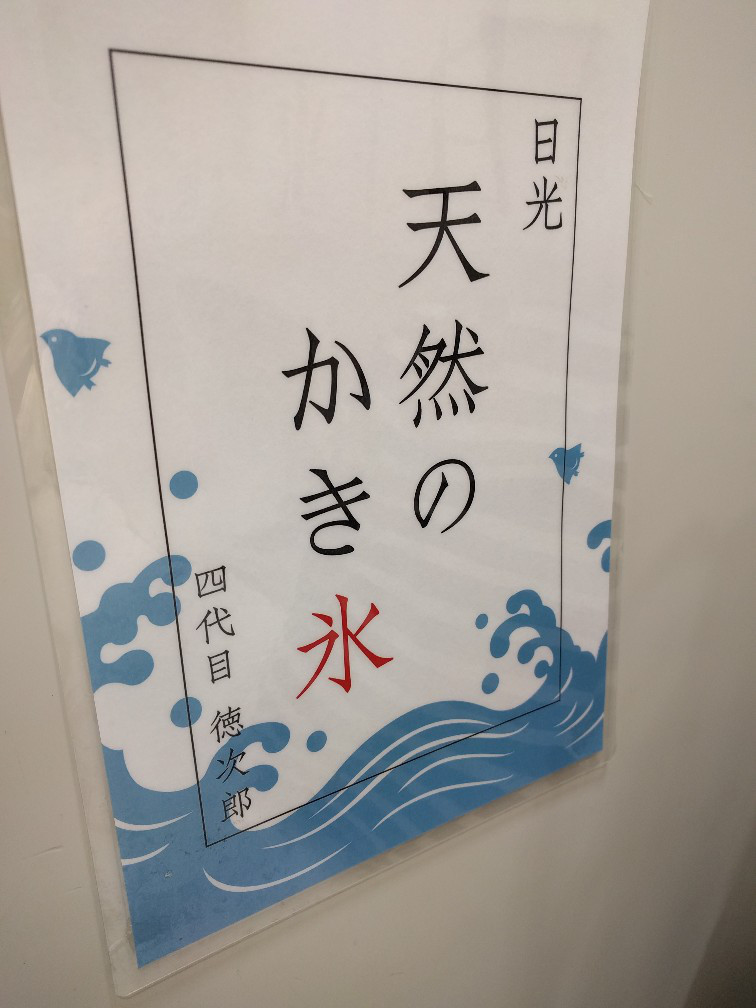 日光
天然の
かき氷
四代目 徳次郎